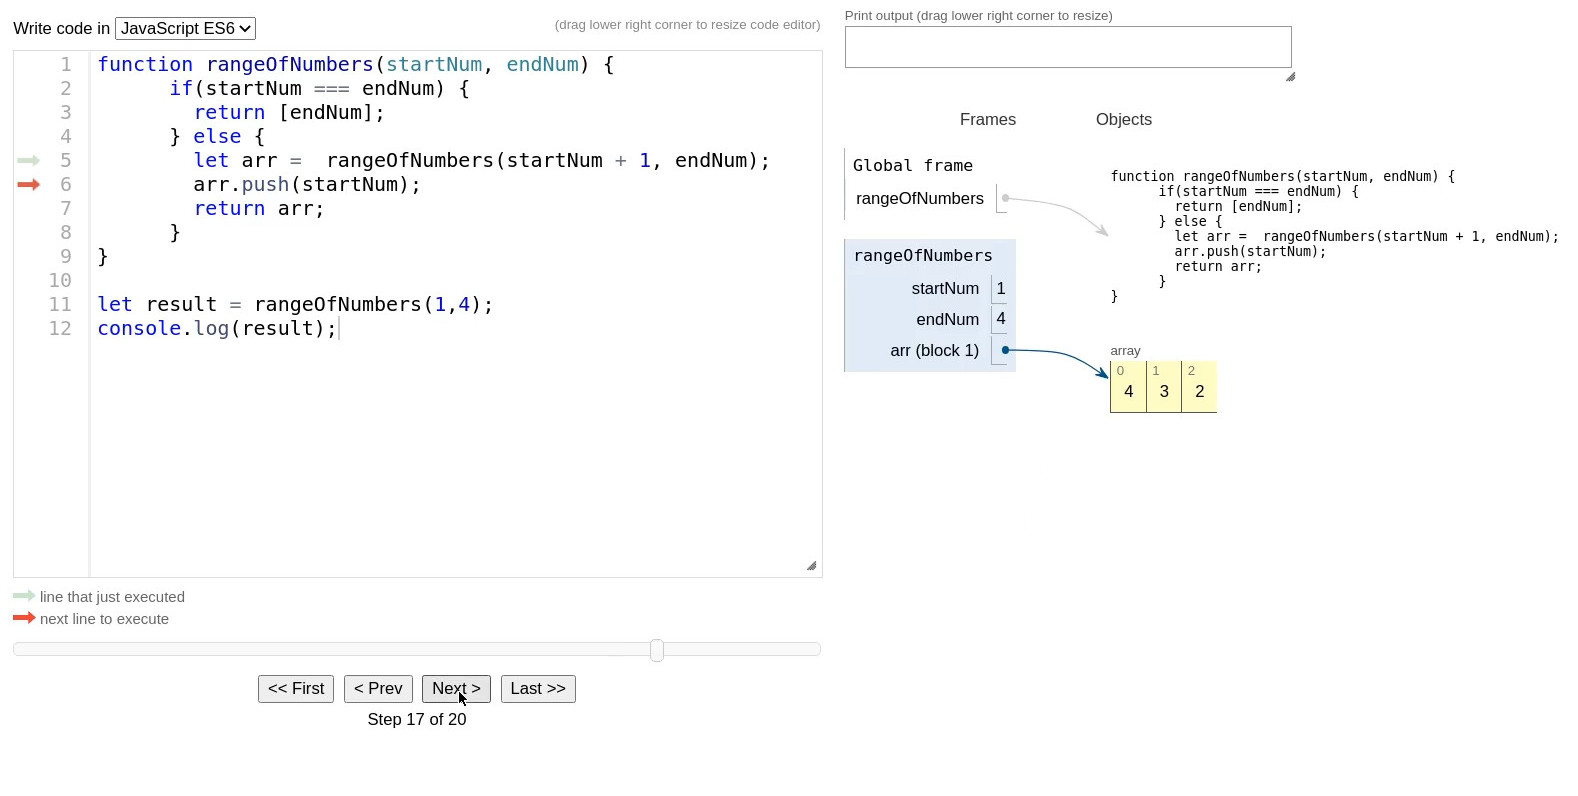 Write code in JavaScript ES6
(drag lower right corner to resize code editor)
1 function rangeOfNumbers(startNum, endNum) {
2       if(startNum === endNum) {
3         return [endNum];
4       } else {
5         let arr =  rangeOfNumbers(startNum + 1, endNum);
6         arr.push(startNum);
7         return arr;
8       }
9 }
10
11 let result = rangeOfNumbers(1,4);
12 console.log(result);
line that just executed
next line to execute
<< First < Prev Next > Last >>
Step 17 of 20
Print output (drag lower right corner to resize)
Frames Objects
Global frame
rangeOfNumbers
function rangeOfNumbers(startNum, endNum) {
      if(startNum === endNum) {
        return [endNum];
      } else {
        let arr =  rangeOfNumbers(startNum + 1, endNum);
        arr.push(startNum);
        return arr;
      }
}
rangeOfNumbers
startNum 1
endNum 4
arr (block 1)
array
0 1 2
4 3 2